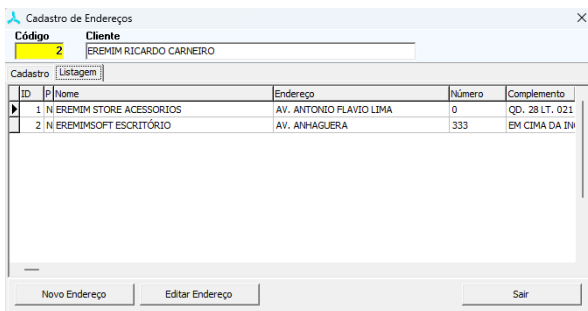 Cadastro de Endereços
Código Cliente
2 EREMIM RICARDO CARNEIRO
Cadastro Listagem
ID P Nome Endereço Número Complemento
1 N EREMIM STORE ACESSORIOS AV. ANTONIO FLAVIO LIMA 0 QD. 28 LT. 021
2 N EREMIMSOFT ESCRITÓRIO AV. ANHAGUERA 333 EM CIMA DA
Novo Endereço Editar Endereço Sair